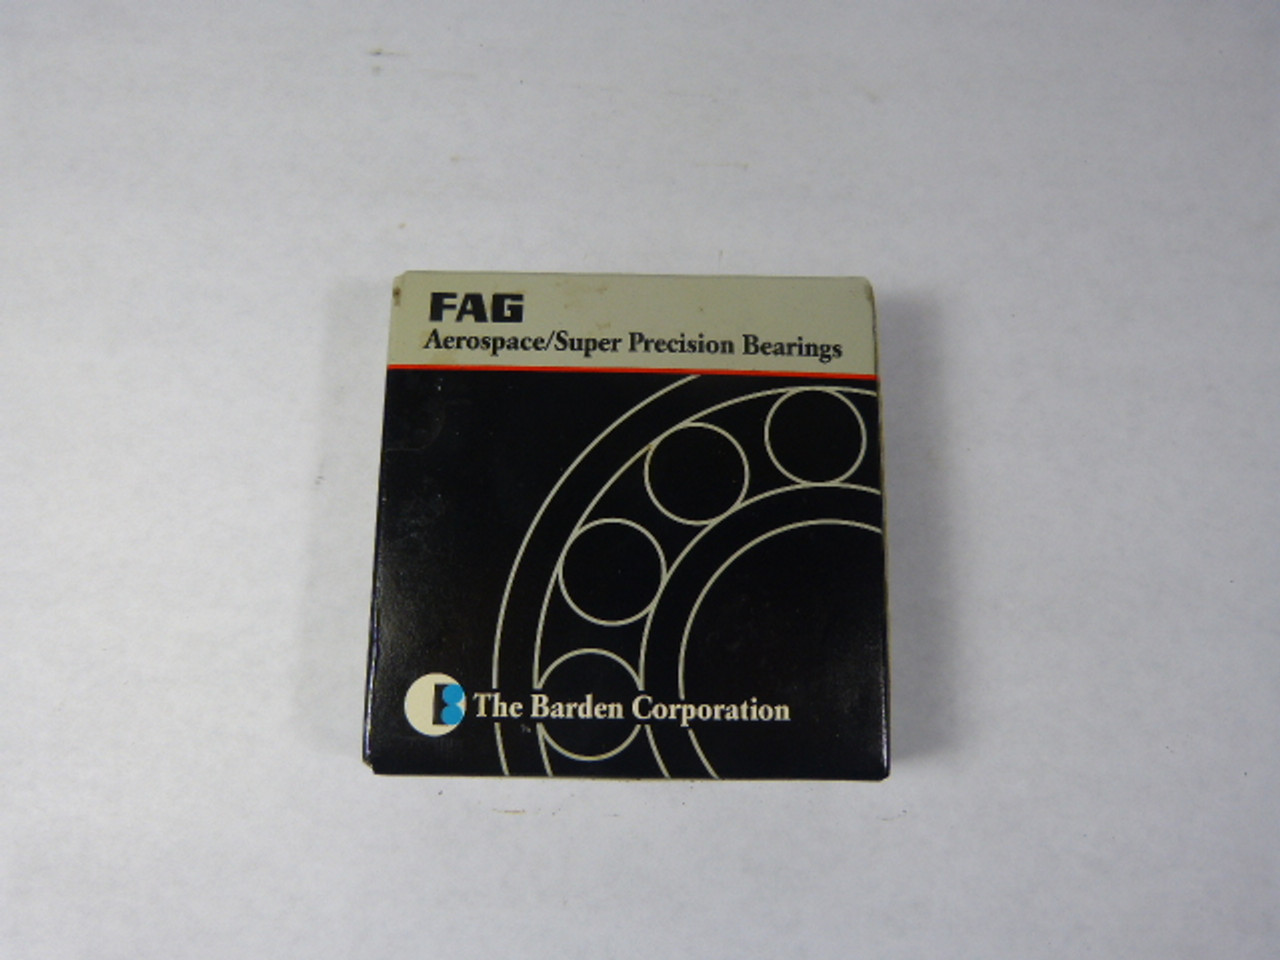 FAG
Aerospace/Super Precision Bearings
The Barden Corporation